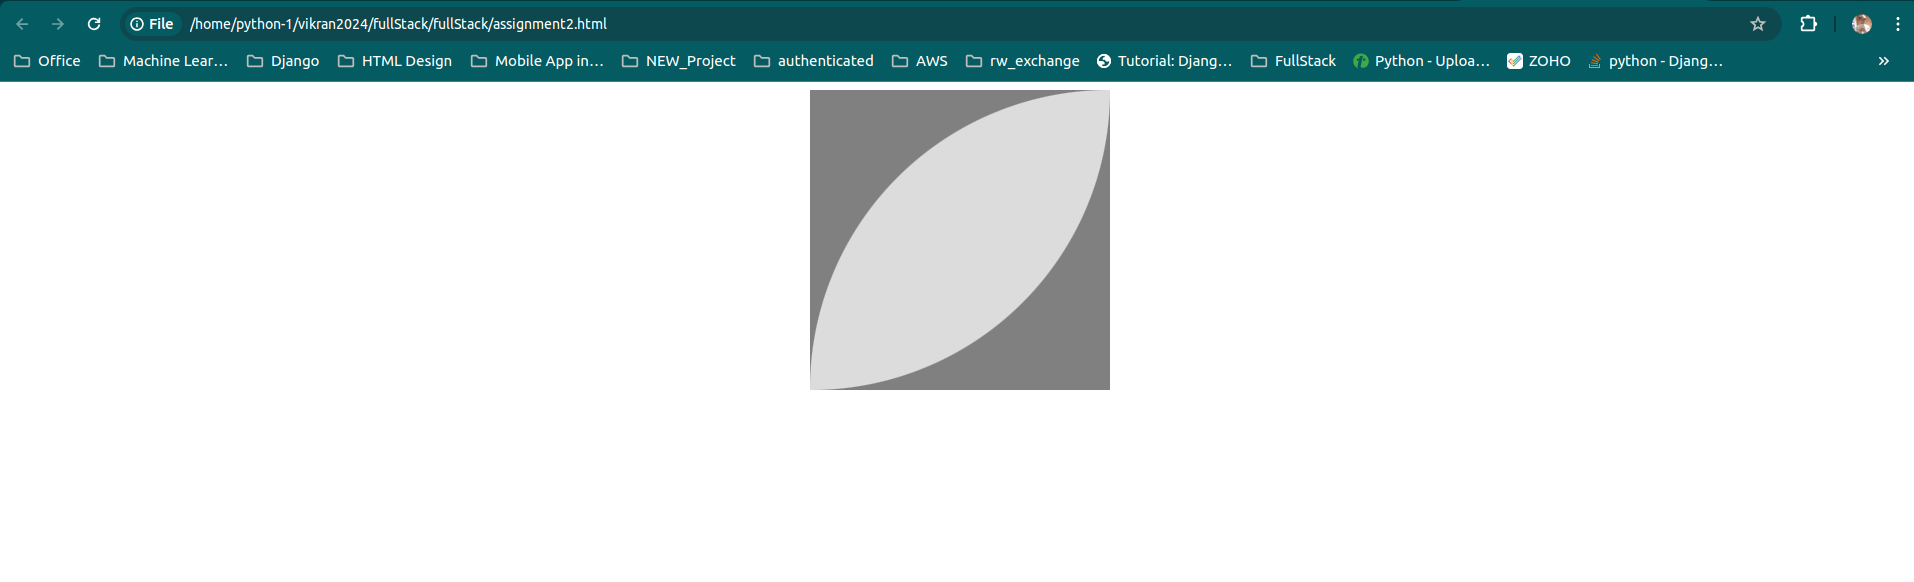 File /home/python-1/vikran2024/fullStack/fullStack/assignment2.html
Office Machine Lear... Django HTML Design Mobile App in... NEW_Project authenticated AWS rw_exchange Tutorial: Djang... FullStack Python - Uploa... ZOHO python - Djang... »